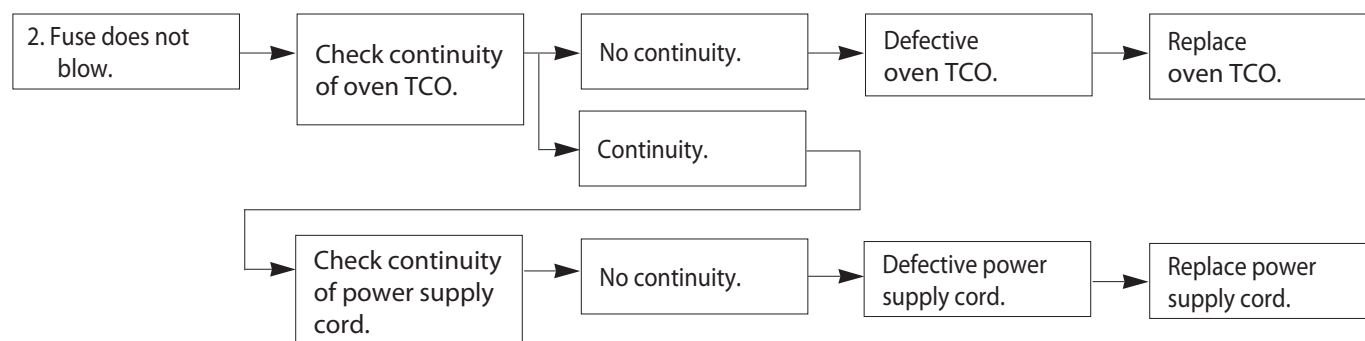 2. Fuse does not
blow.
Check continuity
of oven TCO.
No continuity.
Defective
oven TCO.
Replace
oven TCO.
Continuity.
Check continuity
of power supply
cord.
No continuity.
Defective power
supply cord.
Replace power
supply cord.